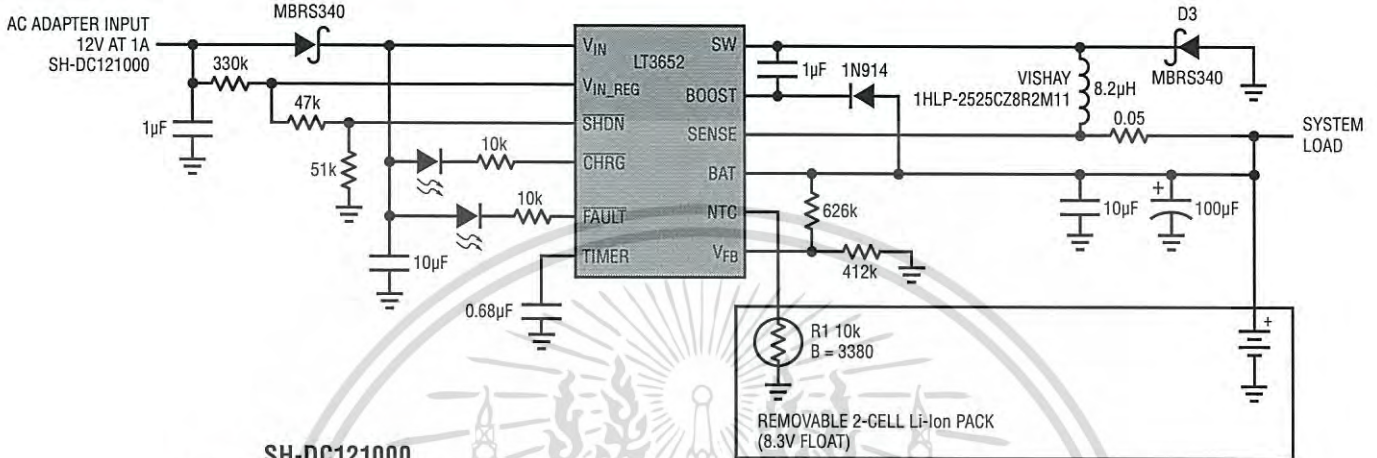 AC ADAPTER INPUT
12V AT 1A
SH-DC121000
MBRS340
330k
47k
1µF
51k
10k
10k
10µF
0.68µF
LT3652
VIN
VIN_REG
SHDN
CHRG
FAULT
TIMER
SW
BOOST
SENSE
BAT
NTC
VFB
1µF
1N914
VISHAY
1HLP-2525CZ8R2M11
8.2µH
D3
MBRS340
0.05
SYSTEM
LOAD
626k
412k
10µF
+
100µF
R1 10k
B = 3380
+
REMOVABLE 2-CELL Li-Ion PACK
(8.3V FLOAT)
SH-DC121000